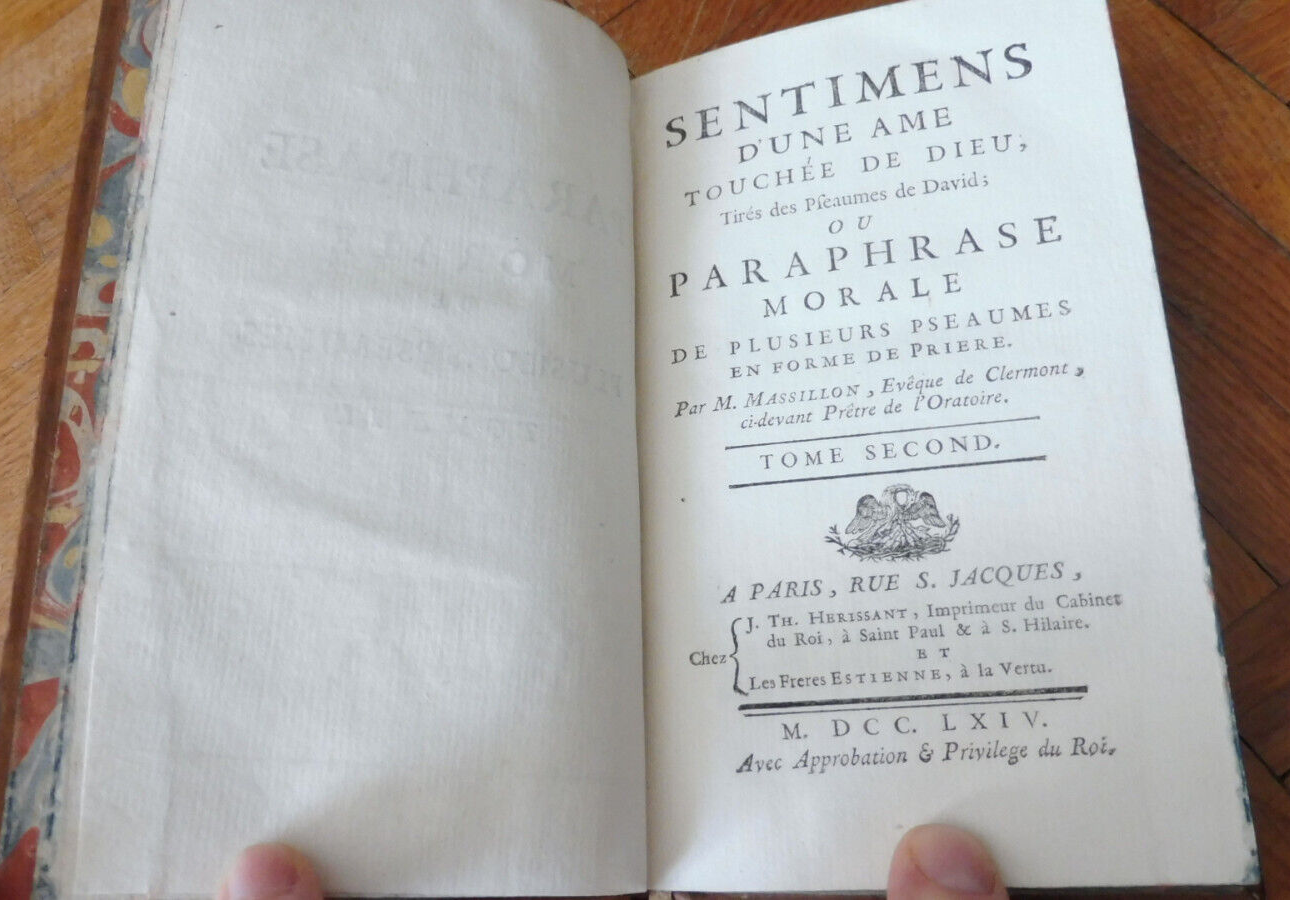 SENTIMENS
D'UNE AME
TOUCHÉE DE DIEU,
Tirés des Pſeaumes de David;
OU
PARAPHRASE
MORALE
DE PLUSIEURS PSEAUMES
EN FORME DE PRIERE.
Par M. MASSILLON, Evêque de Clermont,
ci-devant Prêtre de l'Oratoire.
TOME SECOND.
A PARIS, RUE S. JACQUES,
J. TH. HERISSANT, Imprimeur du Cabinet
du Roi, à Saint Paul & à S. Hilaire.
Chez
ET
Les Freres ESTIENNE, à la Vertu.
M. DCC. LXIV.
Avec Approbation & Privilege du Roi.